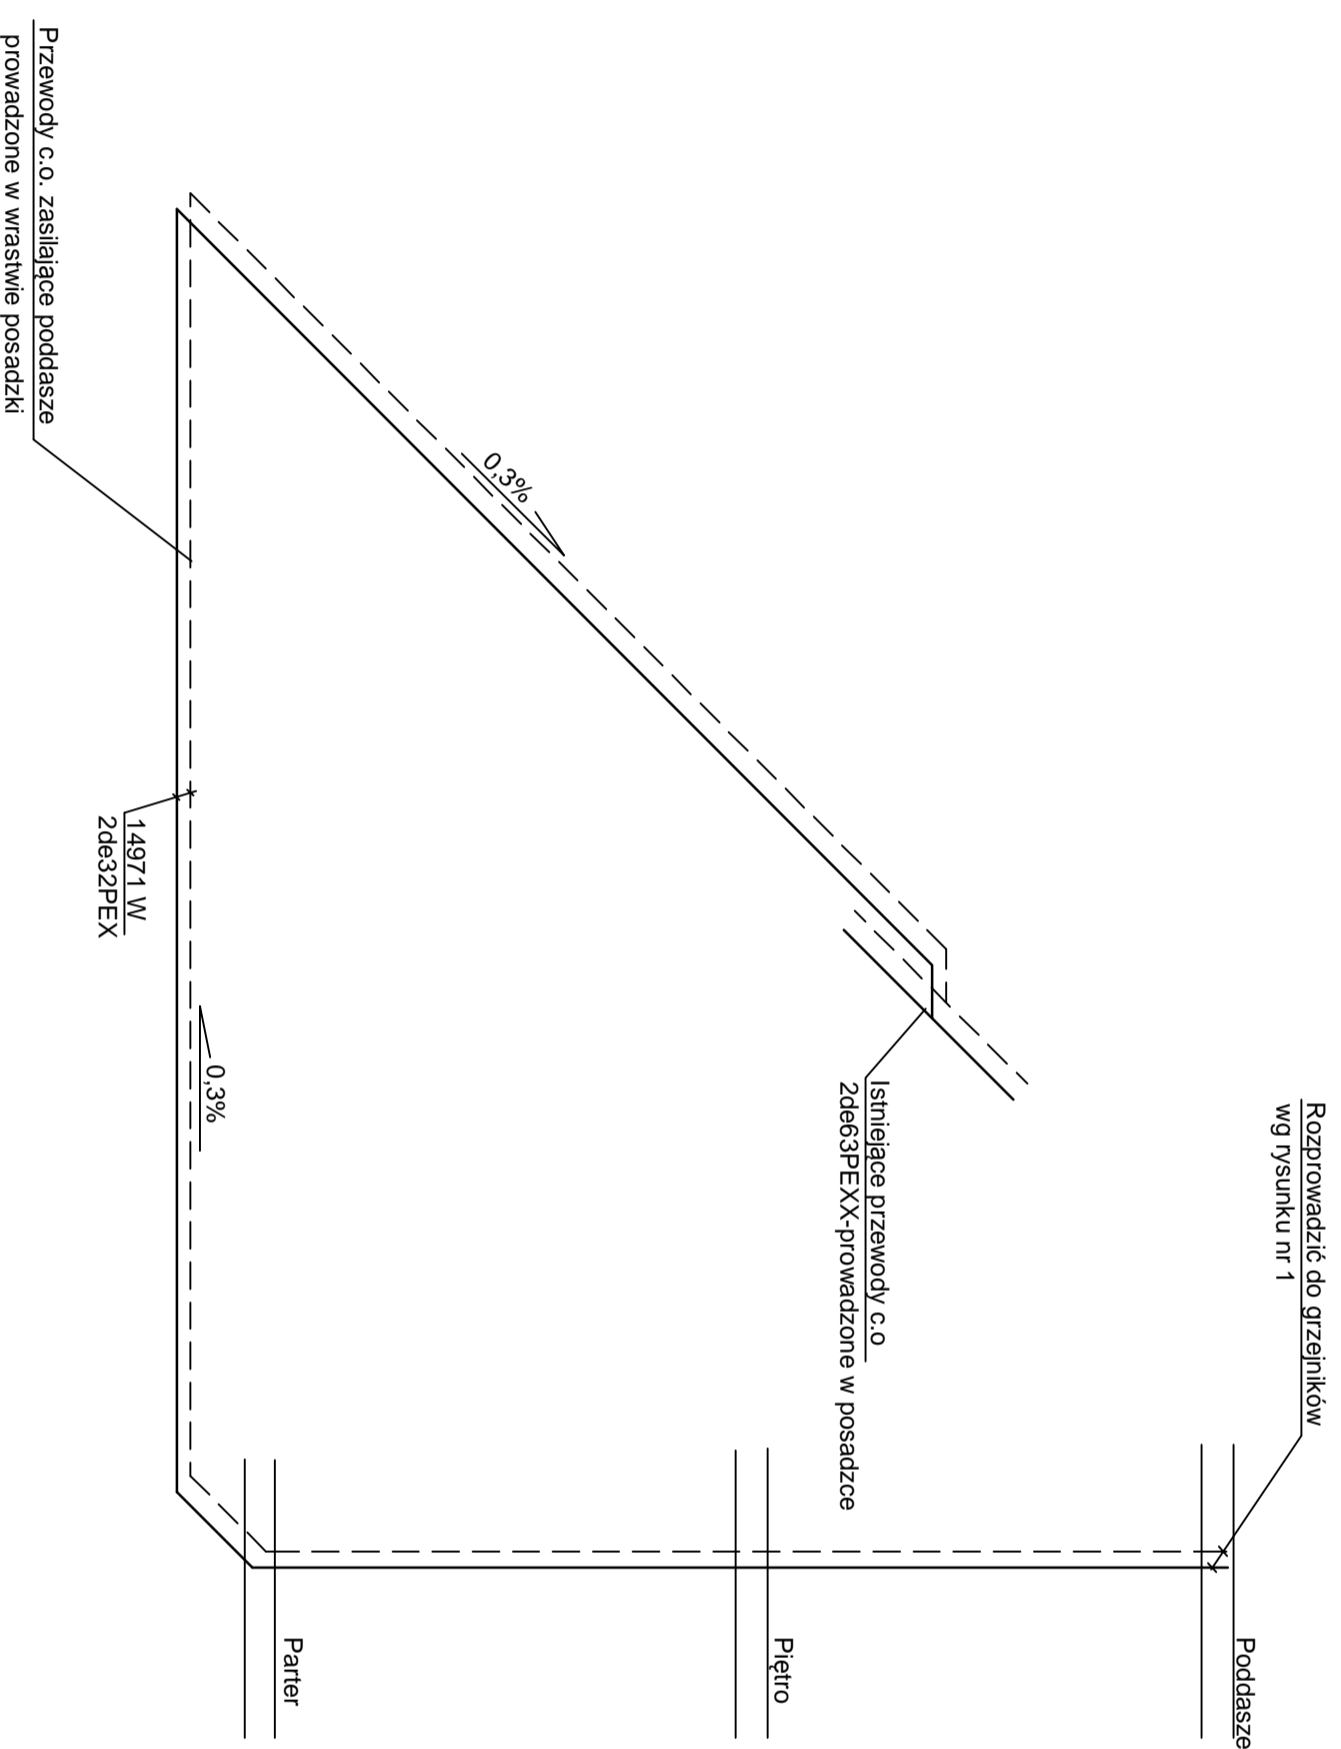 Rozprowadzić do grzejników
wg rysunku nr 1
Poddasze
Istniejące przewody c.o
2de63PEXX-prowadzone w posadzce
Piętro
0,3%
Parter
0,3%
14971 W
2de32PEX
Przewody c.o. zasilające poddasze
prowadzone w wrastwie posadzki